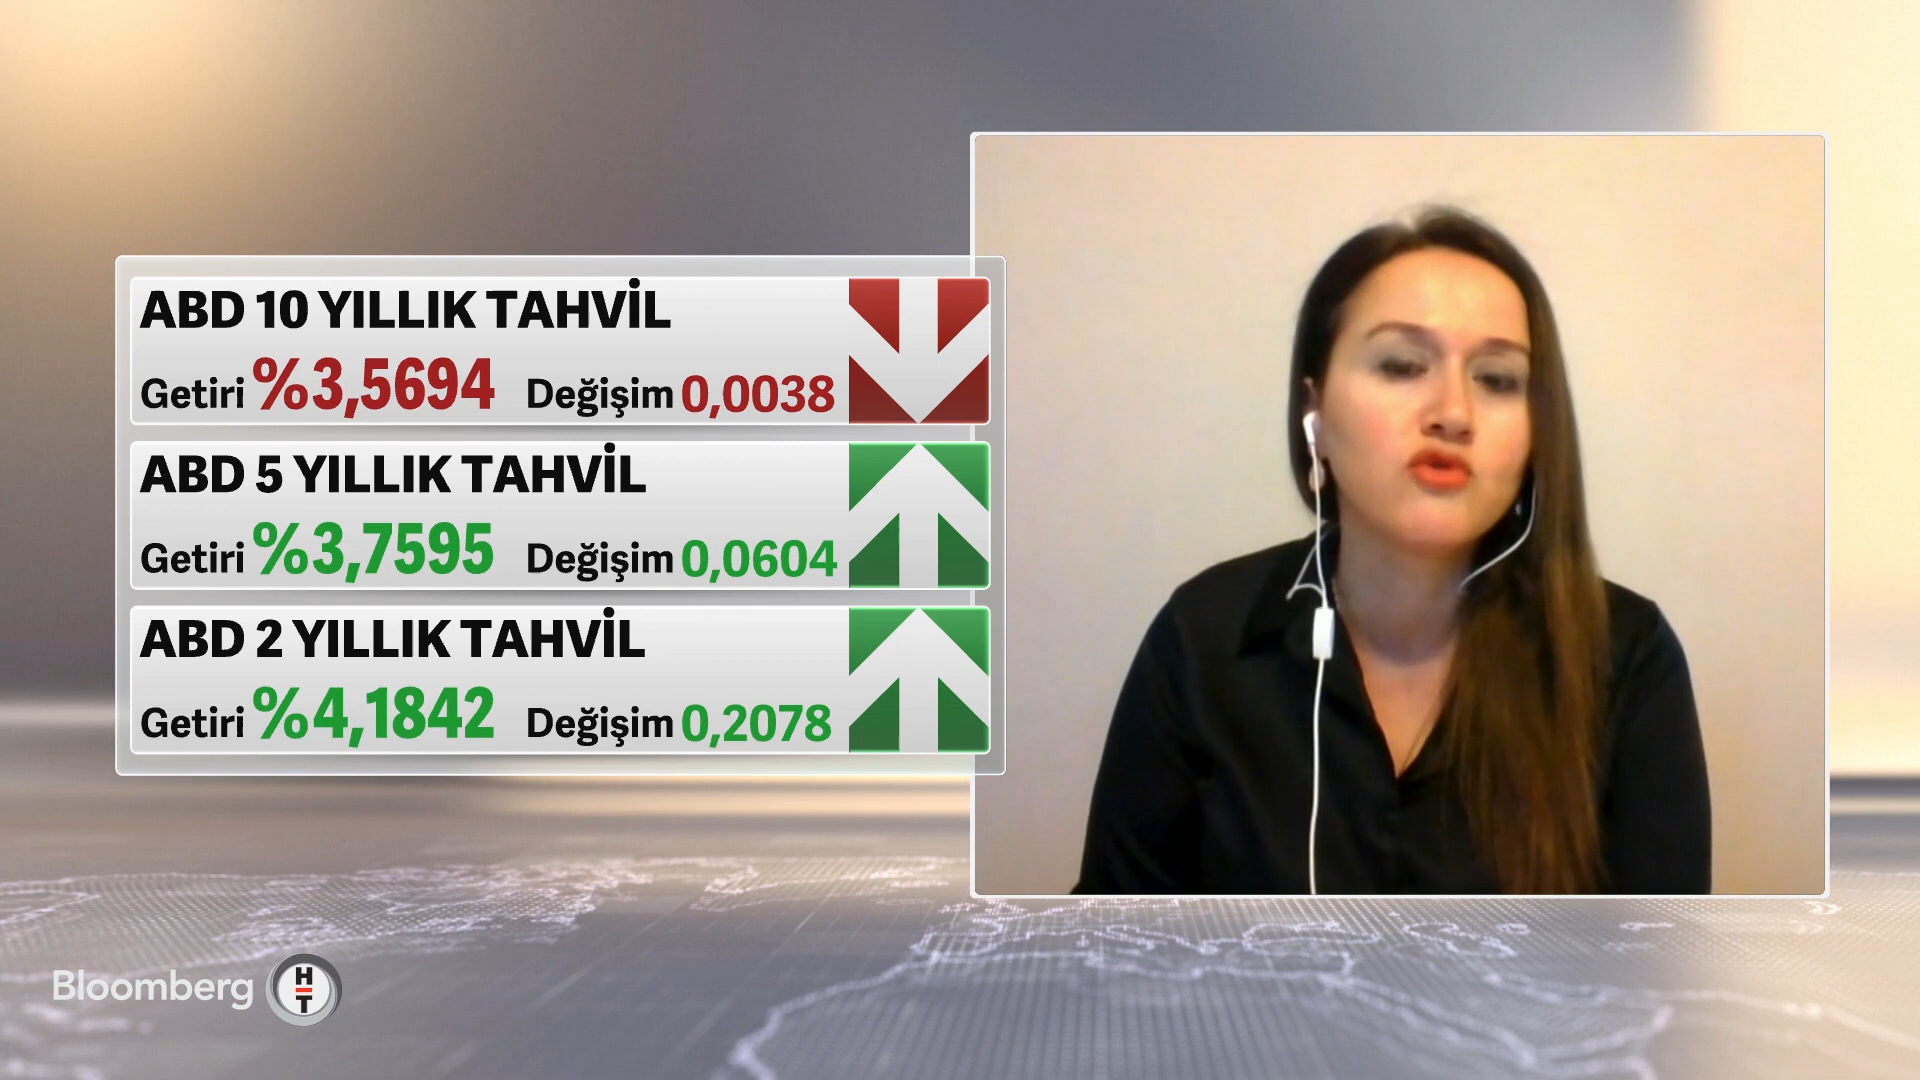 ABD 10 YILLIK TAHVİL
Getiri %3,5694 Değişim 0,0038
ABD 5 YILLIK TAHVİL
Getiri %3,7595 Değişim 0,0604
ABD 2 YILLIK TAHVİL
Getiri %4,1842 Değişim 0,2078
Bloomberg HT